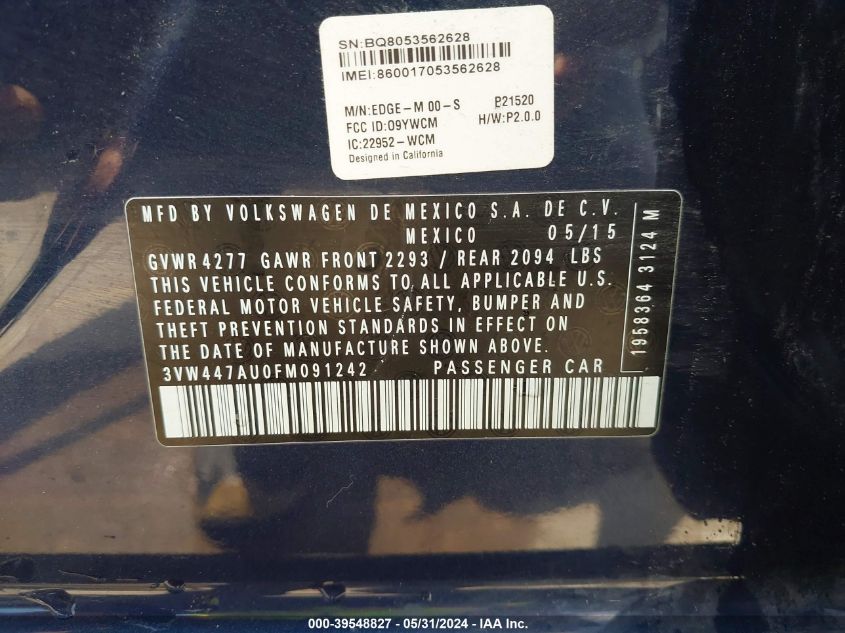 SN:BQ8053562628
IMEI:860017053562628
M/N:EDGE-M 00-S P21520
FCC ID:O9YWCM H/W:P2.0.0
IC:22952-WCM
Designed in California
MFD BY VOLKSWAGEN DE MEXICO S.A. DE C.V.
MEXICO 05/15
GVWR 4277 GAWR FRONT 2293 / REAR 2094 LBS
THIS VEHICLE CONFORMS TO ALL APPLICABLE U.S.
FEDERAL MOTOR VEHICLE SAFETY, BUMPER AND
THEFT PREVENTION STANDARDS IN EFFECT ON
THE DATE OF MANUFACTURE SHOWN ABOVE.
3VW447AU0FM091242 PASSENGER CAR
1958364 3124 M
000-39548827 - 05/31/2024 - IAA Inc.